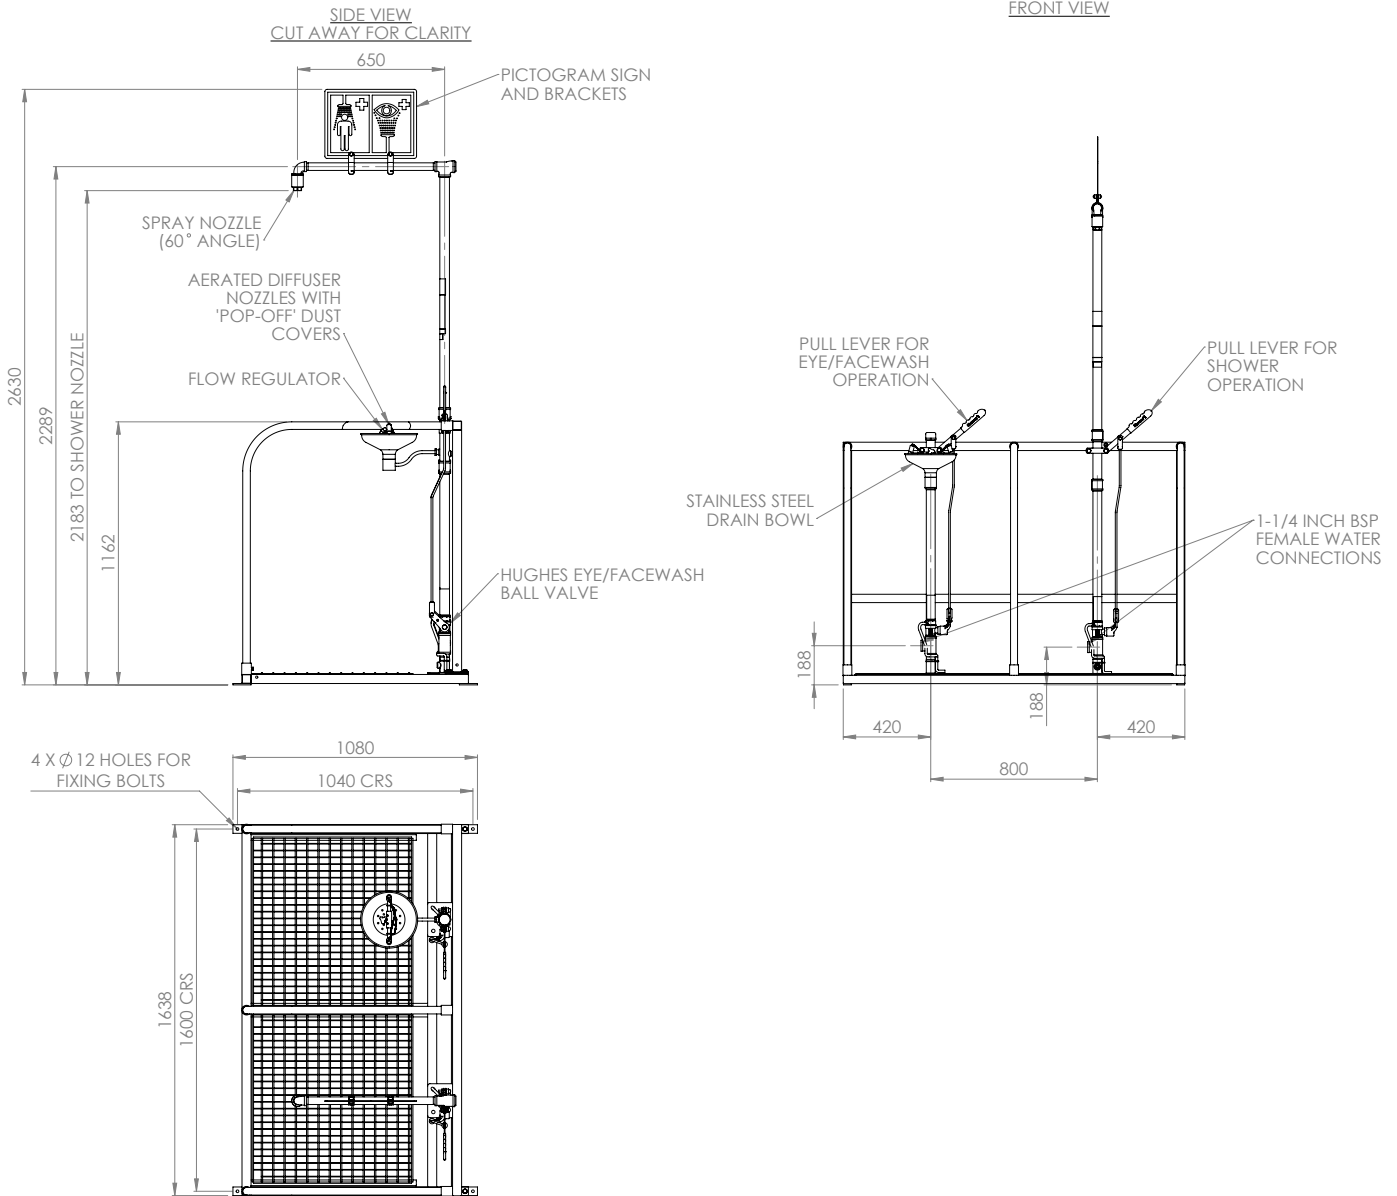 SIDE VIEW
CUT AWAY FOR CLARITY
650
PICTOGRAM SIGN
AND BRACKETS
SPRAY NOZZLE
(60° ANGLE)
AERATED DIFFUSER
NOZZLES WITH
'POP-OFF' DUST
COVERS
FLOW REGULATOR
2630
2289
2183 TO SHOWER NOZZLE
1162
HUGHES EYE/FACEWASH
BALL VALVE
FRONT VIEW
PULL LEVER FOR
EYE/FACEWASH
OPERATION
PULL LEVER FOR
SHOWER
OPERATION
STAINLESS STEEL
DRAIN BOWL
1-1/4 INCH BSP
FEMALE WATER
CONNECTIONS
188
188
420
420
800
4 X Ø 12 HOLES FOR
FIXING BOLTS
1080
1040 CRS
1638
1600 CRS